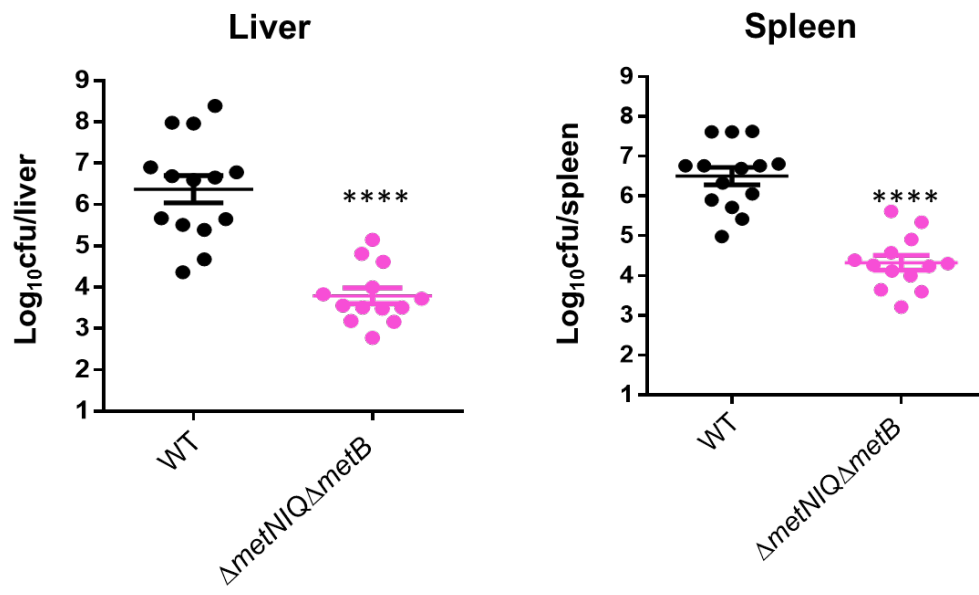 Liver
Log₁₀cfu/liver
9
8
7
6
5
4
3
2
1
****
WT
ΔmetNIQΔmetB
Spleen
Log₁₀cfu/spleen
9
8
7
6
5
4
3
2
1
****
WT
ΔmetNIQΔmetB